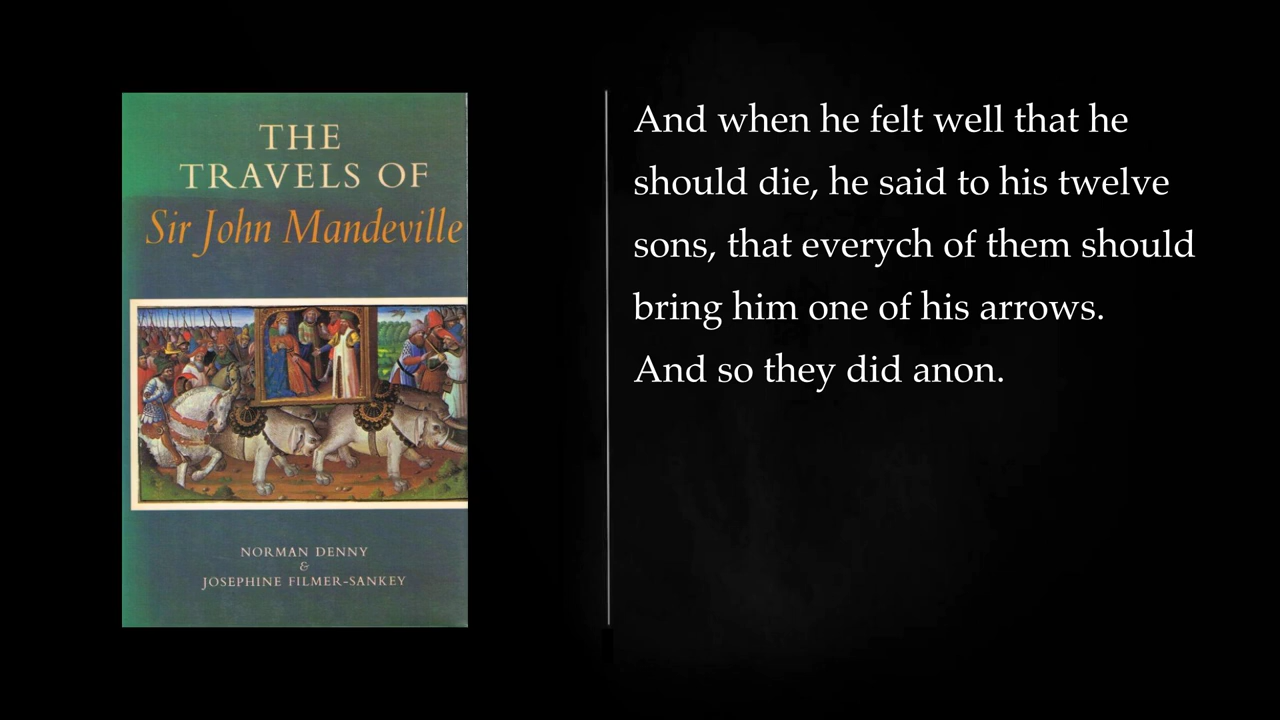 THE
TRAVELS OF
Sir John Mandeville
NORMAN DENNY
&
JOSEPHINE FILMER-SANKEY
And when he felt well that he
should die, he said to his twelve
sons, that everych of them should
bring him one of his arrows.
And so they did anon.